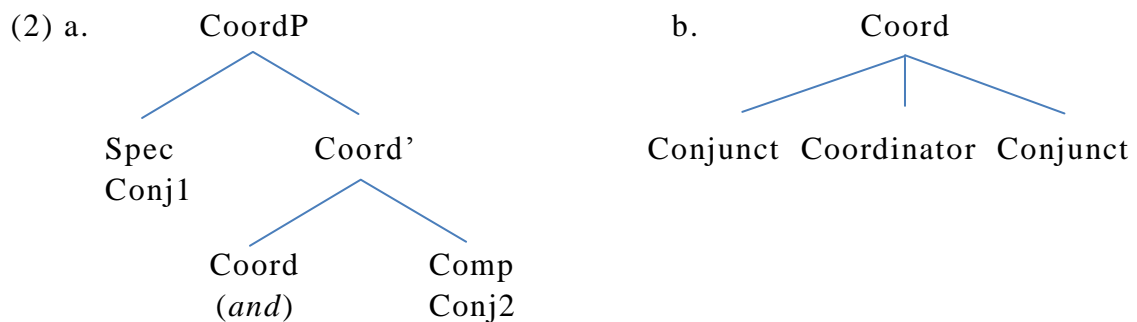 (2) a. CoordP b. Coord
Spec Coord’ Conjunct Coordinator Conjunct
Conj1
Coord Comp
(and) Conj2